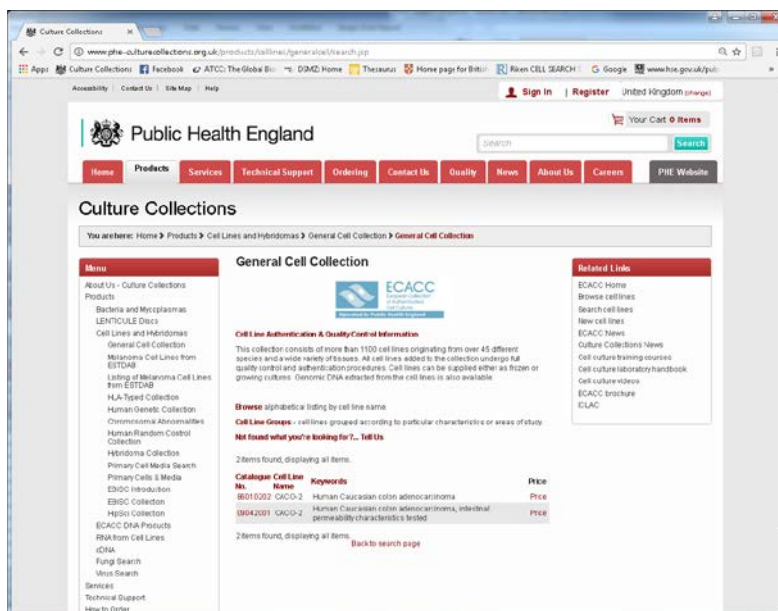 Culture Collections
www.phe-culturecollections.org.uk/products/celllines/generalcell/search.jsp
Apps Culture Collections Facebook ATCC: The Global Bio DSMZ: Home Thesaurus Home page for British Riken CELL SEARCH Google www.hse.gov.uk/pub
Accessibility | Contact Us | Site Map | Help
Sign In | Register United Kingdom (change)
Your Cart 0 Items
Public Health England
Search
Search
Home Products Services Technical Support Ordering Contact Us Quality News About Us Careers PHE Website
Culture Collections
You are here: Home > Products > Cell Lines and Hybridomas > General Cell Collection > General Cell Collection
Menu
About Us - Culture Collections
Products
Bacteria and Mycoplasmas
LENTICULE Discs
Cell Lines and Hybridomas
General Cell Collection
Melanoma Cell Lines from
ESTDAB
Listing of Melanoma Cell Lines
from ESTDAB
HLA-Typed Collection
Human Genetic Collection
Chromosomal Abnormalities
Human Random Control
Collection
Hybridoma Collection
Primary Cell Media Search
Primary Cells & Media
EBiSC Introduction
EBiSC Collection
HipSci Collection
ECACC DNA Products
RNA from Cell Lines
cDNA
Fungi Search
Virus Search
Services
Technical Support
How to Order
General Cell Collection
ECACC
European Collection
of Authenticated
Cell Cultures
Operated by Public Health England
Cell Line Authentication & Quality Control Information
This collection consists of more than 1100 cell lines originating from over 45 different
species and a wide variety of tissues. All cell lines added to the collection undergo full
quality control and authentication procedures. Cell lines can be supplied either as frozen or
growing cultures. Genomic DNA extracted from the cell lines is also available.
Browse alphabetical listing by cell line name.
Cell Line Groups - cell lines grouped according to particular characteristics or areas of study
Not found what you're looking for?... Tell Us
2 items found, displaying all items.
Catalogue No. Cell Line Name Keywords Price
86010202 CACO-2 Human Caucasian colon adenocarcinoma Price
09042001 CACO-2 Human Caucasian colon adenocarcinoma, intestinal
permeability characteristics tested Price
2 items found, displaying all items.
Back to search page
Related Links
ECACC Home
Browse cell lines
Search cell lines
New cell lines
ECACC News
Culture Collections News
Cell culture training courses
Cell culture laboratory handbook
Cell culture videos
ECACC brochure
ICLAC